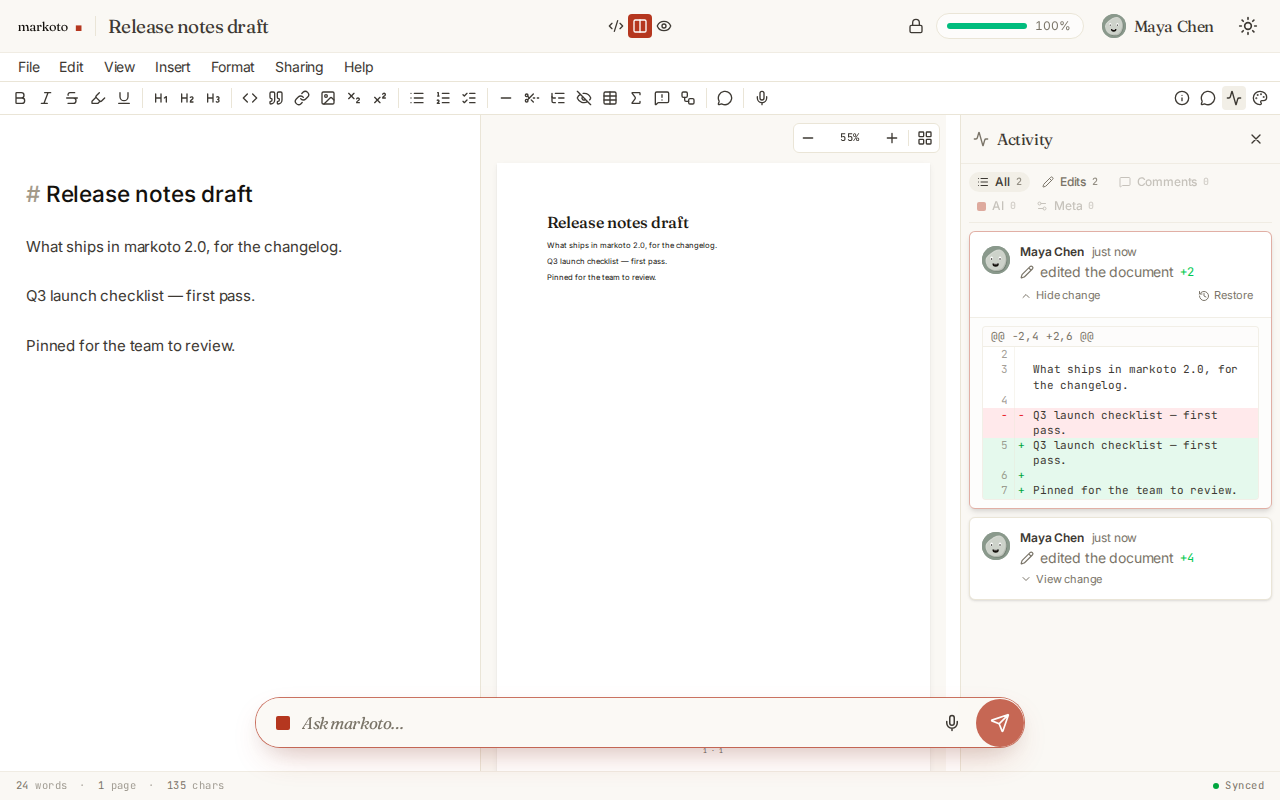 markoto
Release notes draft
100%
Maya Chen
File Edit View Insert Format Sharing Help
H1 H2 H3
55%
Activity
All 2 Edits 2 Comments 0
AI 0 Meta 0
# Release notes draft
What ships in markoto 2.0, for the changelog.
Q3 launch checklist — first pass.
Pinned for the team to review.
Release notes draft
What ships in markoto 2.0, for the changelog.
Q3 launch checklist — first pass.
Pinned for the team to review.
1 · 1
Maya Chen just now
edited the document +2
Hide change Restore
@@ -2,4 +2,6 @@
2
3 What ships in markoto 2.0, for
the changelog.
4
- - Q3 launch checklist — first
pass.
5 + Q3 launch checklist — first
pass.
6 +
7 + Pinned for the team to review.
Maya Chen just now
edited the document +4
View change
Ask markoto...
24 words · 1 page · 135 chars
Synced